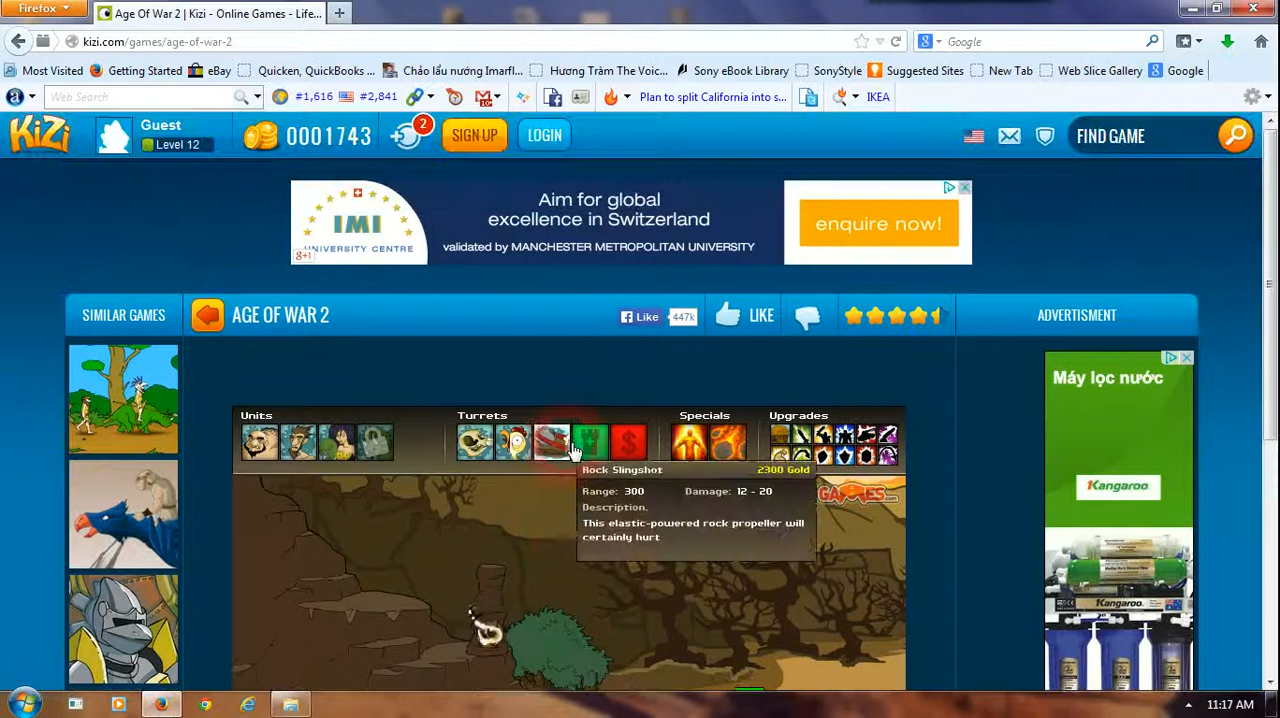 Firefox
Age Of War 2 | Kizi - Online Games - Life...
kizi.com/games/age-of-war-2
Google
Most Visited
Getting Started
eBay
Quicken, QuickBooks ...
Chảo lẩu nướng Imarfl...
Hương Tràm The Voic...
Sony eBook Library
SonyStyle
Suggested Sites
New Tab
Web Slice Gallery
Google
Web Search
#1,616
#2,841
Plan to split California into s...
IKEA
KiZi
Guest
Level 12
0001743
2
SIGN UP
LOGIN
FIND GAME
IMI
UNIVERSITY CENTRE
8+1
Aim for global
excellence in Switzerland
validated by MANCHESTER METROPOLITAN UNIVERSITY
enquire now!
SIMILAR GAMES
AGE OF WAR 2
Like
447k
LIKE
ADVERTISMENT
Máy lọc nước
Kangaroo
Kangaroo
Units
Turrets
Specials
Upgrades
Rock Slingshot
2300 Gold
Range: 300
Damage: 12 - 20
Description.
This elastic-powered rock propeller will
certainly hurt
GAMES
11:17 AM